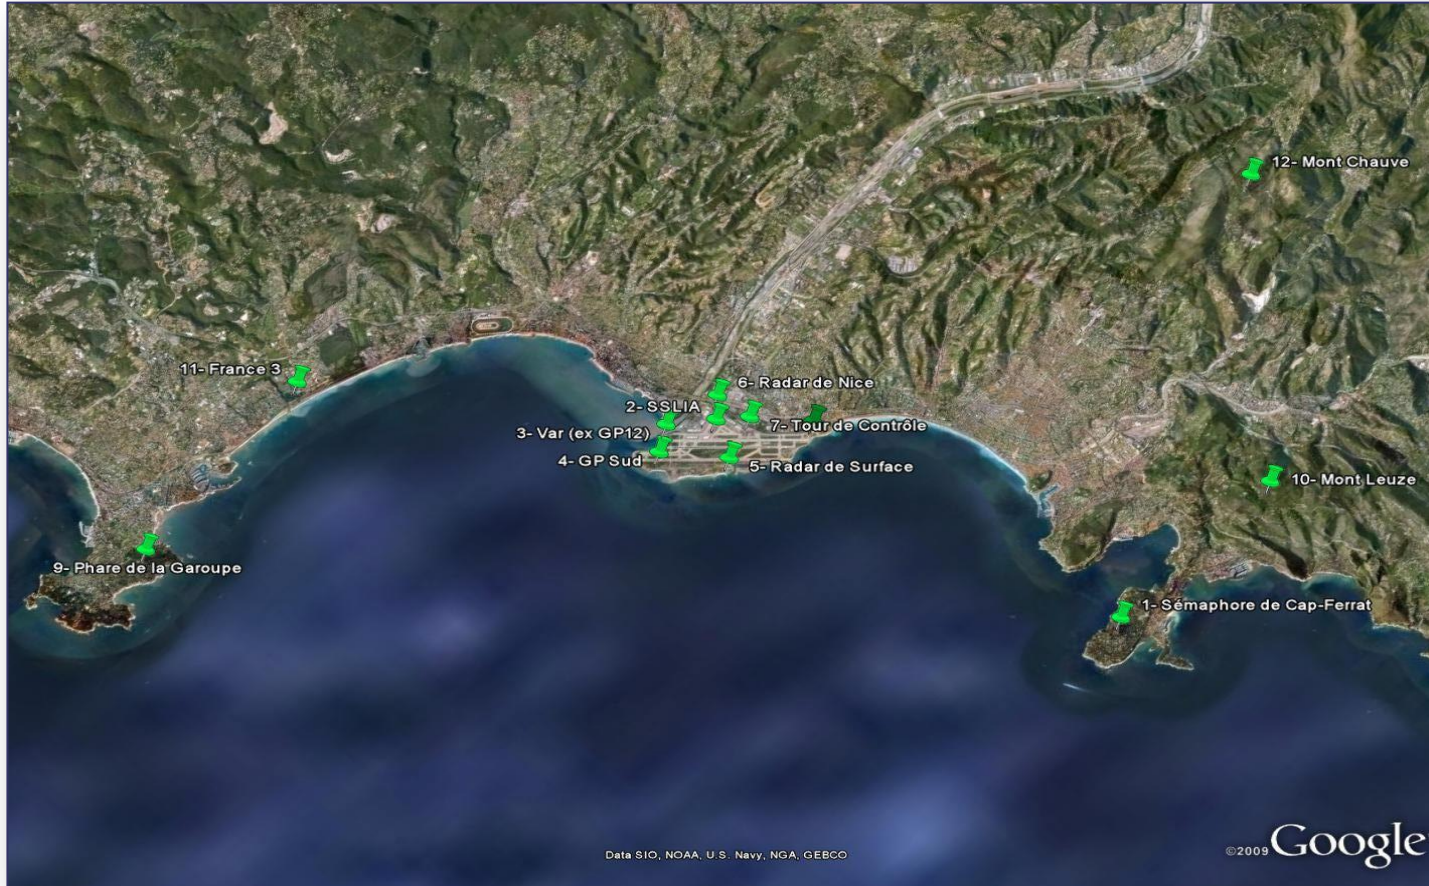 12- Mont Chauve
11- France 3
6- Radar de Nice
2- SSLIA
7- Tour de Contrôle
3- Var (ex GP12)
4- GP Sud
5- Radar de Surface
10- Mont Leuze
9- Phare de la Garoupe
1- Sémaphore de Cap-Ferrat
Data SIO, NOAA, U.S. Navy, NGA, GEBCO
©2009 Google